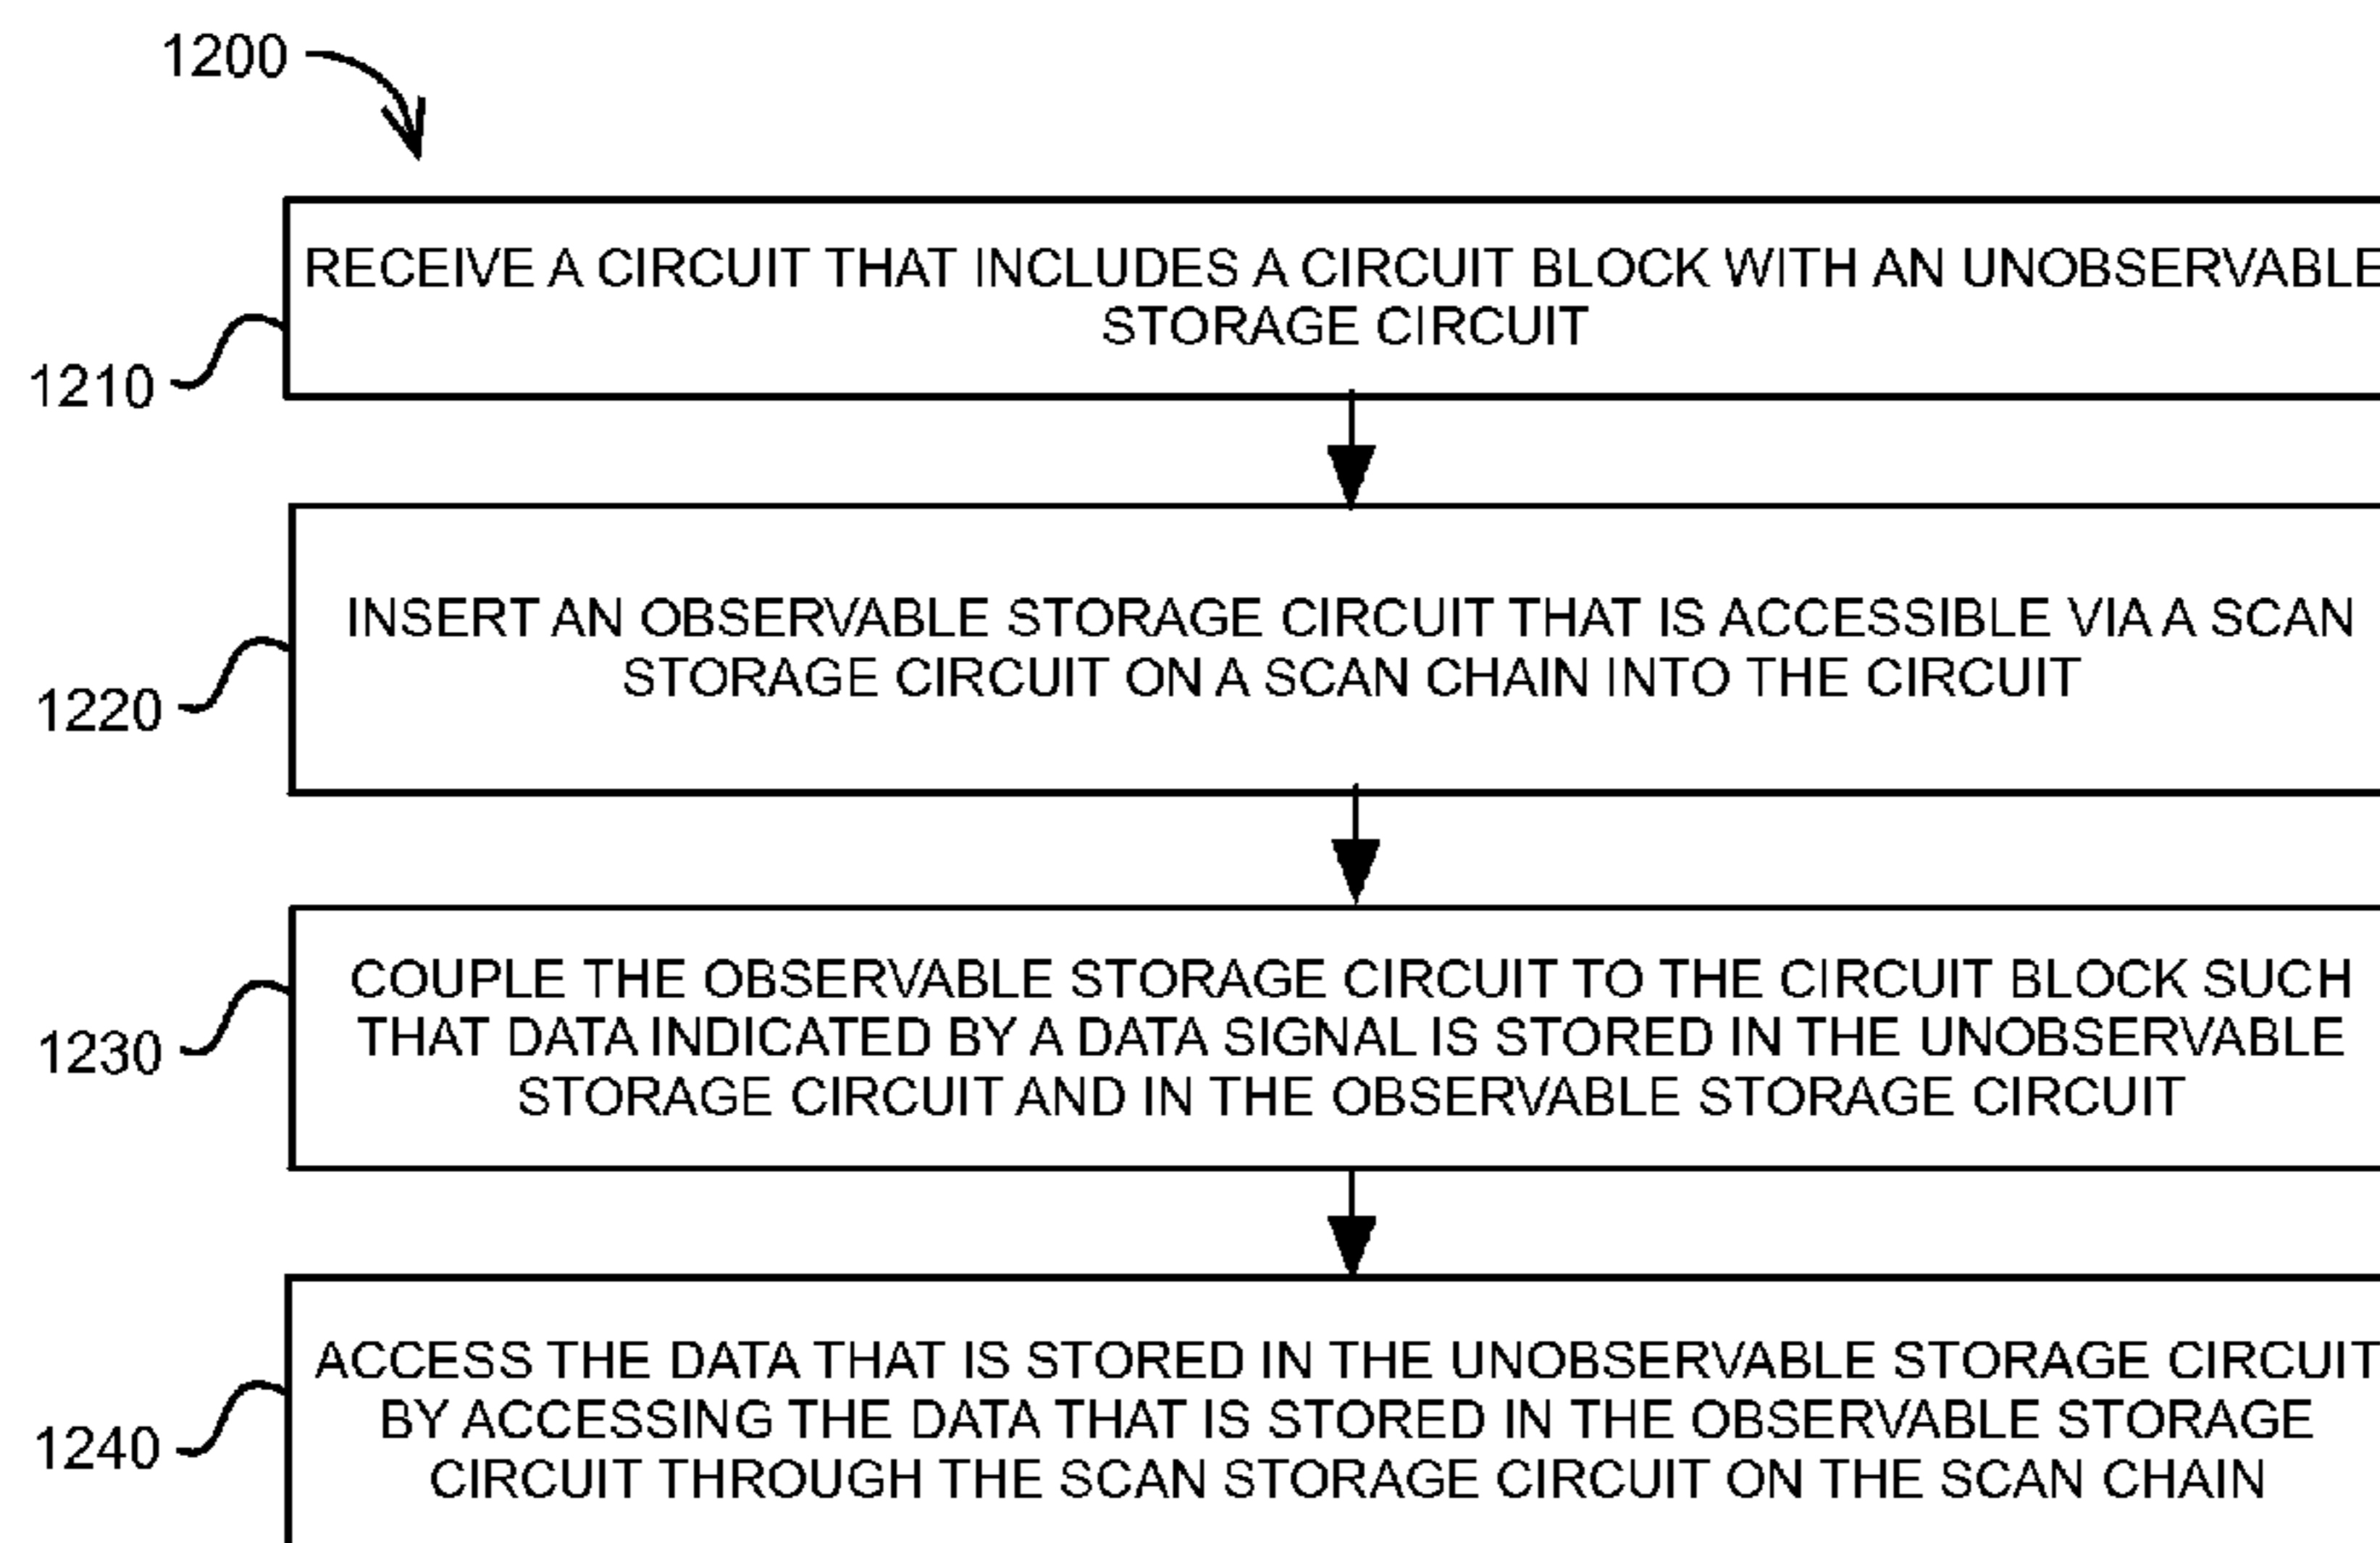 1200
RECEIVE A CIRCUIT THAT INCLUDES A CIRCUIT BLOCK WITH AN UNOBSERVABLE
STORAGE CIRCUIT
1210
INSERT AN OBSERVABLE STORAGE CIRCUIT THAT IS ACCESSIBLE VIA A SCAN
STORAGE CIRCUIT ON A SCAN CHAIN INTO THE CIRCUIT
1220
COUPLE THE OBSERVABLE STORAGE CIRCUIT TO THE CIRCUIT BLOCK SUCH
THAT DATA INDICATED BY A DATA SIGNAL IS STORED IN THE UNOBSERVABLE
STORAGE CIRCUIT AND IN THE OBSERVABLE STORAGE CIRCUIT
1230
ACCESS THE DATA THAT IS STORED IN THE UNOBSERVABLE STORAGE CIRCUIT
BY ACCESSING THE DATA THAT IS STORED IN THE OBSERVABLE STORAGE
CIRCUIT THROUGH THE SCAN STORAGE CIRCUIT ON THE SCAN CHAIN
1240